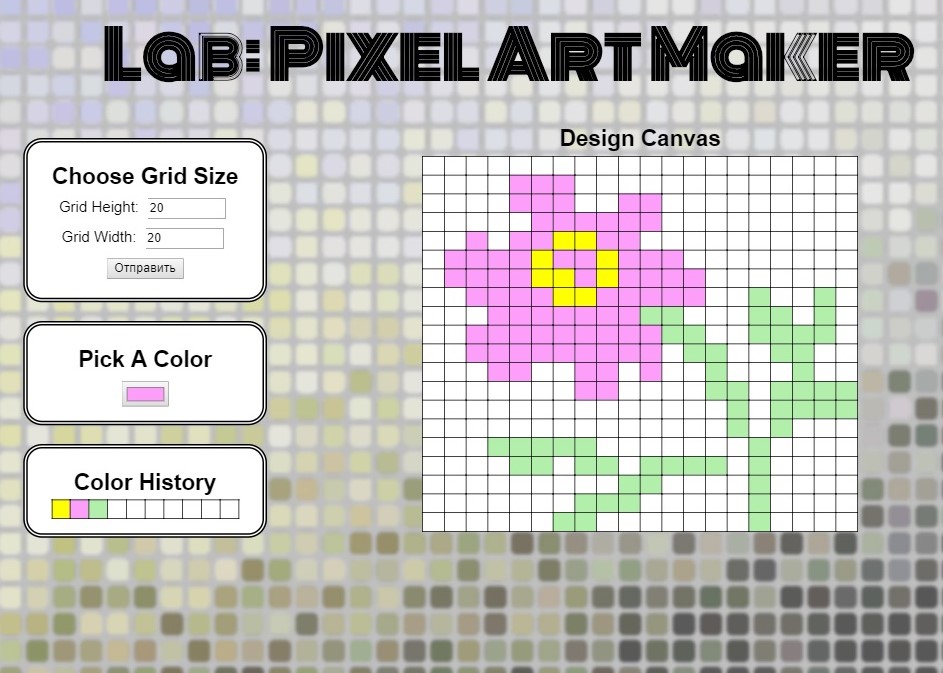 Lab: Pixel Art Maker
Choose Grid Size
Grid Height: 20
Grid Width: 20
Отправить
Pick A Color
Color History
Design Canvas